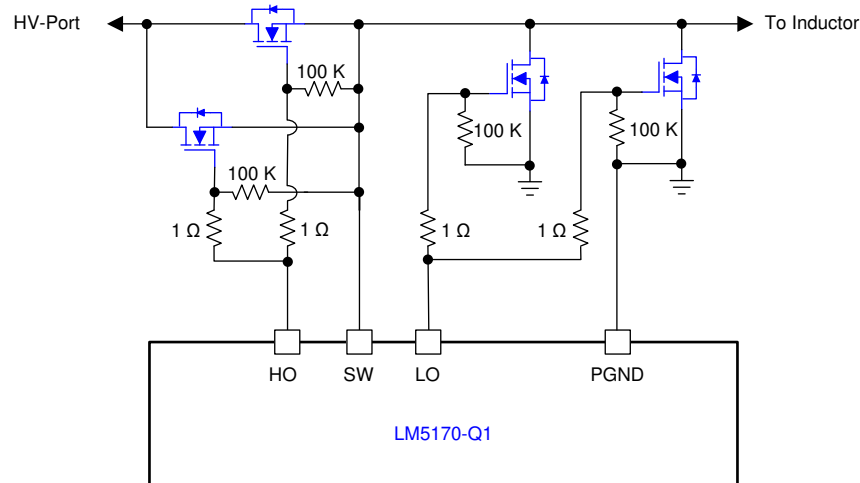 HV-Port
To Inductor
100 K
100 K
100 K
100 K
1 Ω
1 Ω
1 Ω
1 Ω
HO
SW
LO
PGND
LM5170-Q1